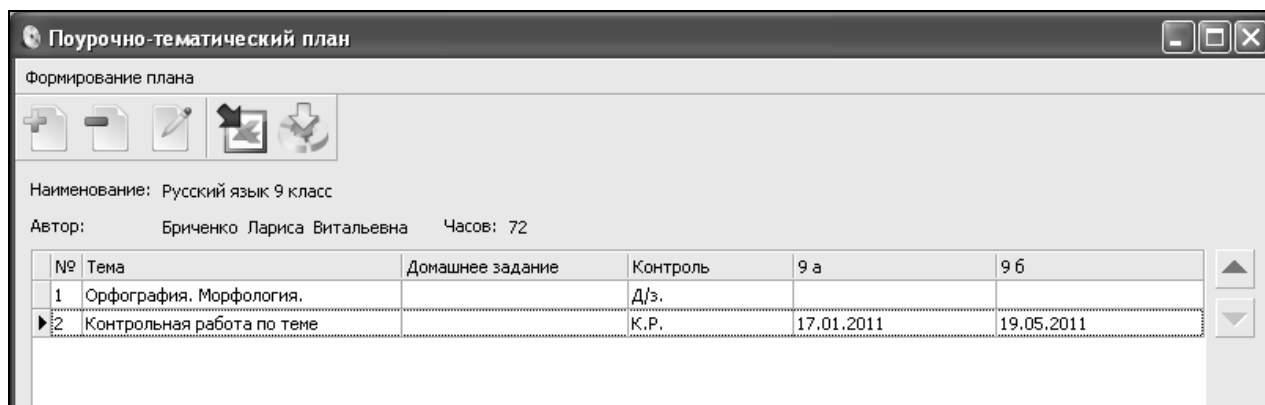 Поурочно-тематический план
Формирование плана
Наименование: Русский язык 9 класс
Автор: Бриченко Лариса Витальевна Часов: 72
№ Тема Домашнее задание Контроль 9 а 9 б
1 Орфография. Морфология. Д/з.
2 Контрольная работа по теме К.Р. 17.01.2011 19.05.2011